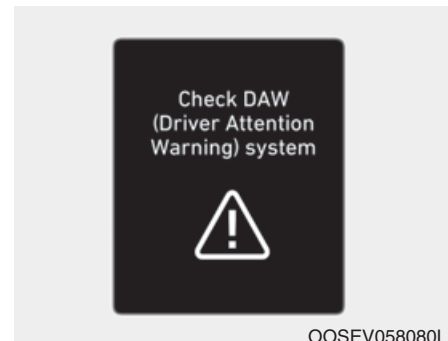 Check DAW
(Driver Attention
Warning) system
OOSEV058080L